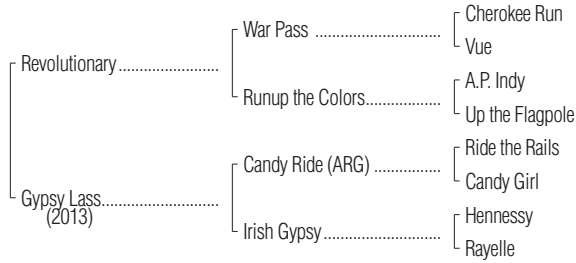 Cherokee Run
War Pass
Vue
Revolutionary
A.P. Indy
Runup the Colors
Up the Flagpole
Ride the Rails
Candy Ride (ARG)
Candy Girl
Gypsy Lass
(2013)
Hennessy
Irish Gypsy
Rayelle